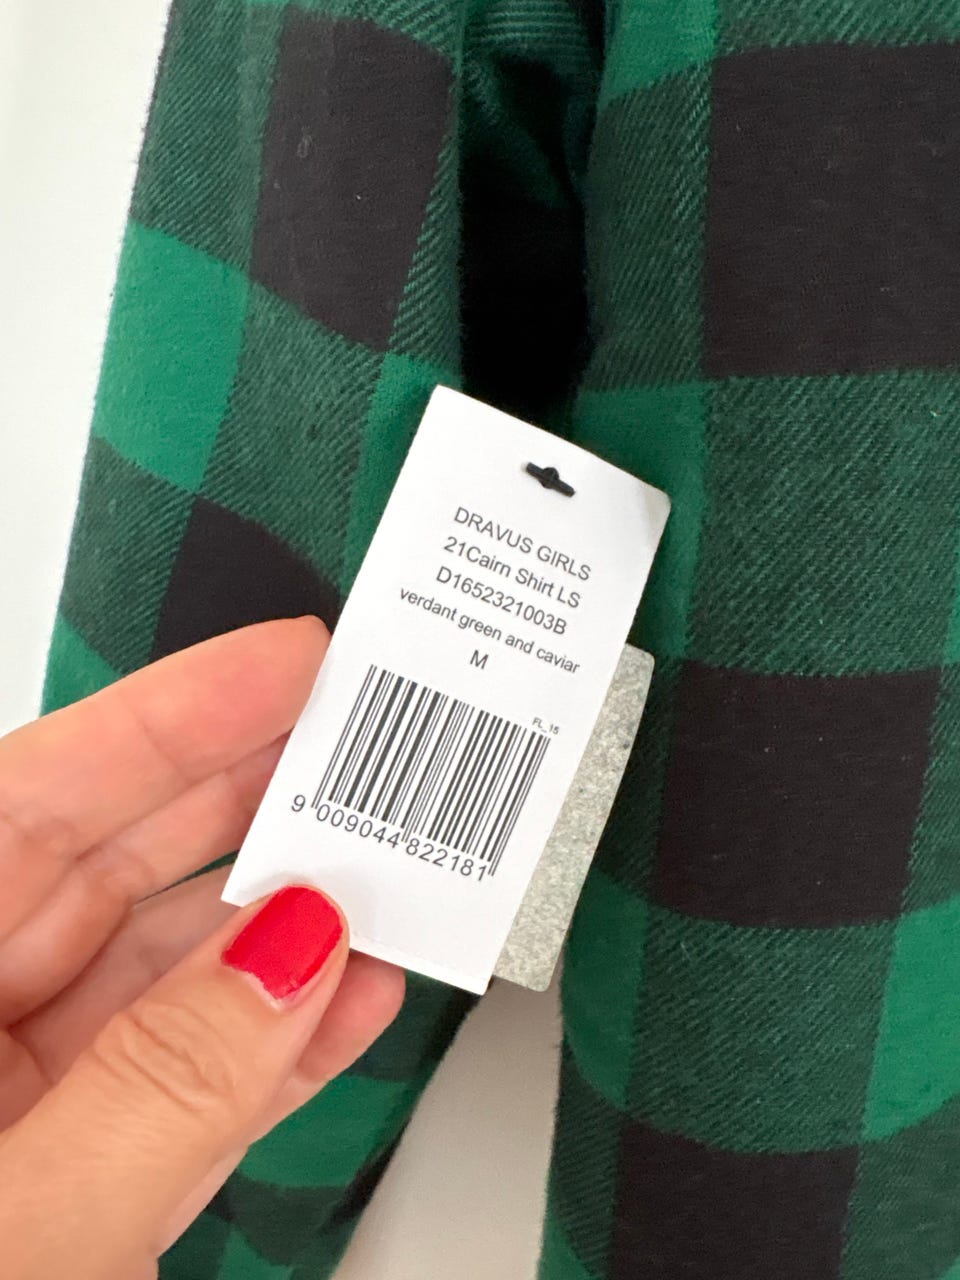 DRAVUS GIRLS
21Cairn Shirt LS
D1652321003B
verdant green and caviar
M
FL_15
9 009044 822181